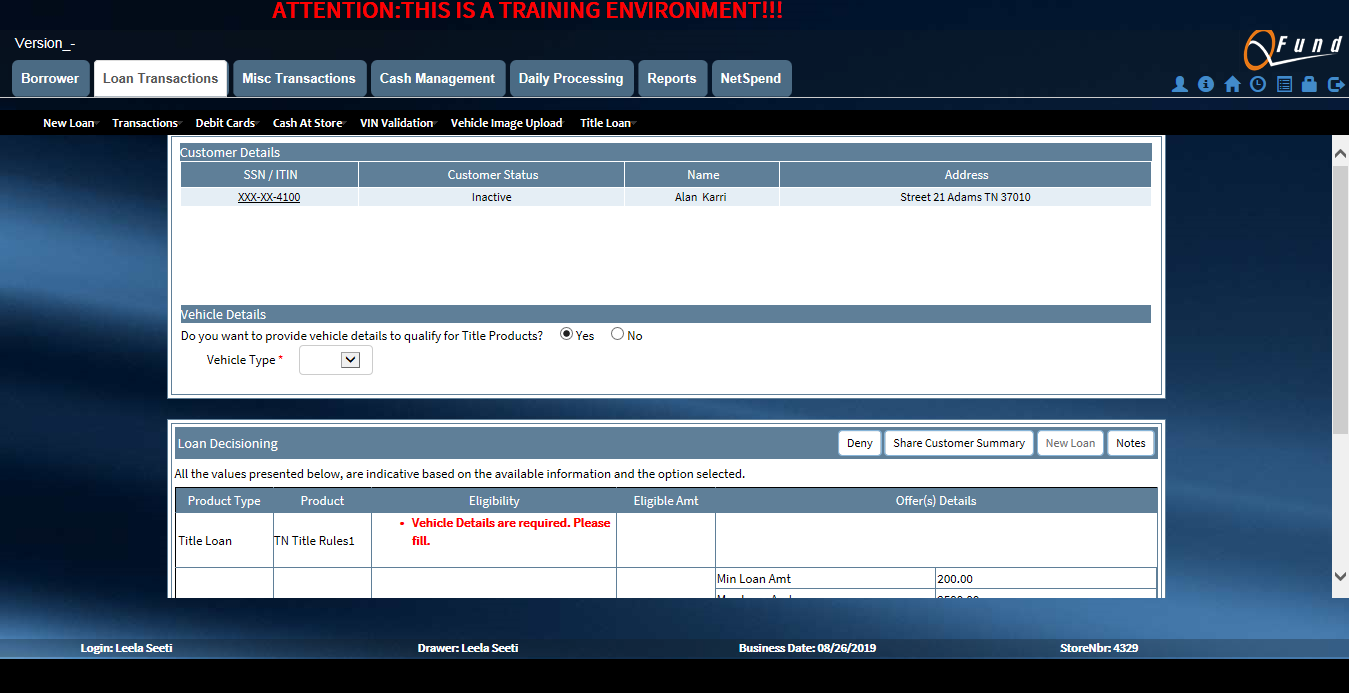 ATTENTION:THIS IS A TRAINING ENVIRONMENT!!!
Version_-
QFund
Borrower Loan Transactions Misc Transactions Cash Management Daily Processing Reports NetSpend
New Loan Transactions Debit Cards Cash At Store VIN Validation Vehicle Image Upload Title Loan
Customer Details
SSN / ITIN Customer Status Name Address
XXX-XX-4100 Inactive Alan Karri Street 21 Adams TN 37010
Vehicle Details
Do you want to provide vehicle details to qualify for Title Products? Yes No
Vehicle Type *
Loan Decisioning Deny Share Customer Summary New Loan Notes
All the values presented below, are indicative based on the available information and the option selected.
Product Type Product Eligibility Eligible Amt Offer(s) Details
• Vehicle Details are required. Please
fill.
Title Loan TN Title Rules1
Min Loan Amt 200.00
Login: Leela Seeti Drawer: Leela Seeti Business Date: 08/26/2019 StoreNbr: 4329